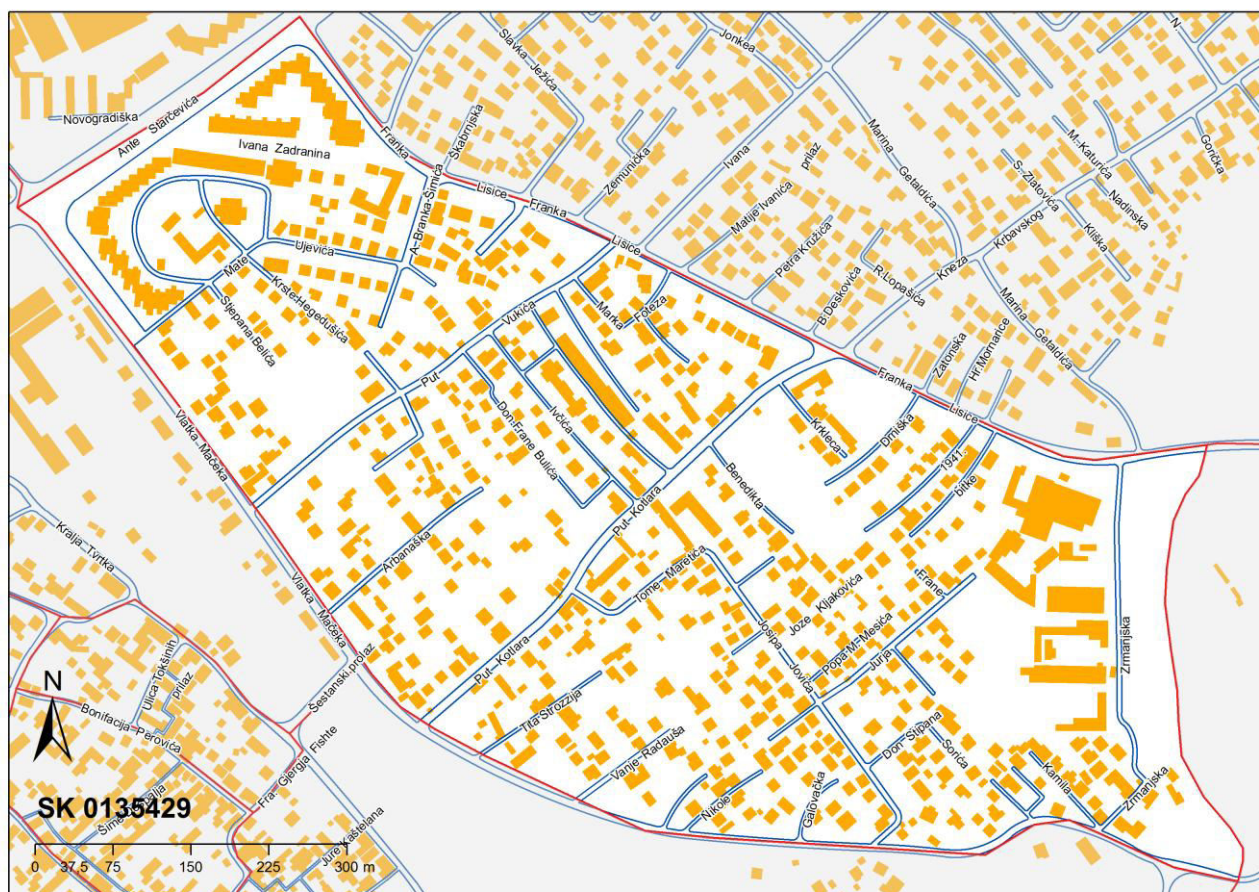 Novogradiška
Ante Starčevića
Ivana Zadranina
Franka
Škabrnjska
Slavka Ježića
Jonkea
Zemunička
Ivana
Matije Ivanića
prilaz
Marina
Getaldića
M. Katurića
S. Zlatovića
Nadinska
Gorička
N.
Kliška
Krbavskog
Kneza
R. Lopašića
B. Deskovića
Petra Kružića
Marina
Getaldića
Zatonska
Hr. Mornarice
Lisice
Franka
Lisice
A. Branka Šimića
Ujevića
Mate
Krste Hegedušića
Stjepana Belića
Vukića
Put
Marka
Foteza
Franka
Lisice
Ivčića
Don Frane Bulića
Krkleca
Drniška
1941.
bitke
Benedikta
Put Kotlara
Vlatka Mačeka
Arbanaška
Tome Maretića
Joze
Kljakovića
Frane
Popa M. Mesića
Jurja
Josipa
Jovića
Zrmanjska
Kralja Tvrtka
Vlatka
Mačeka
Put Kotlara
Tita Strozzija
Vanje Radauša
Don Stipana
Sorića
Kamila
Zrmanjska
Nikole
Galovačka
Šestanski prolaz
Ulica Tokšinih
prilaz
Bonifacija Perovića
Fra Gjergja Fishte
Jure Kaštelana
N
SK 0135429
0 37,5 75 150 225 300 m